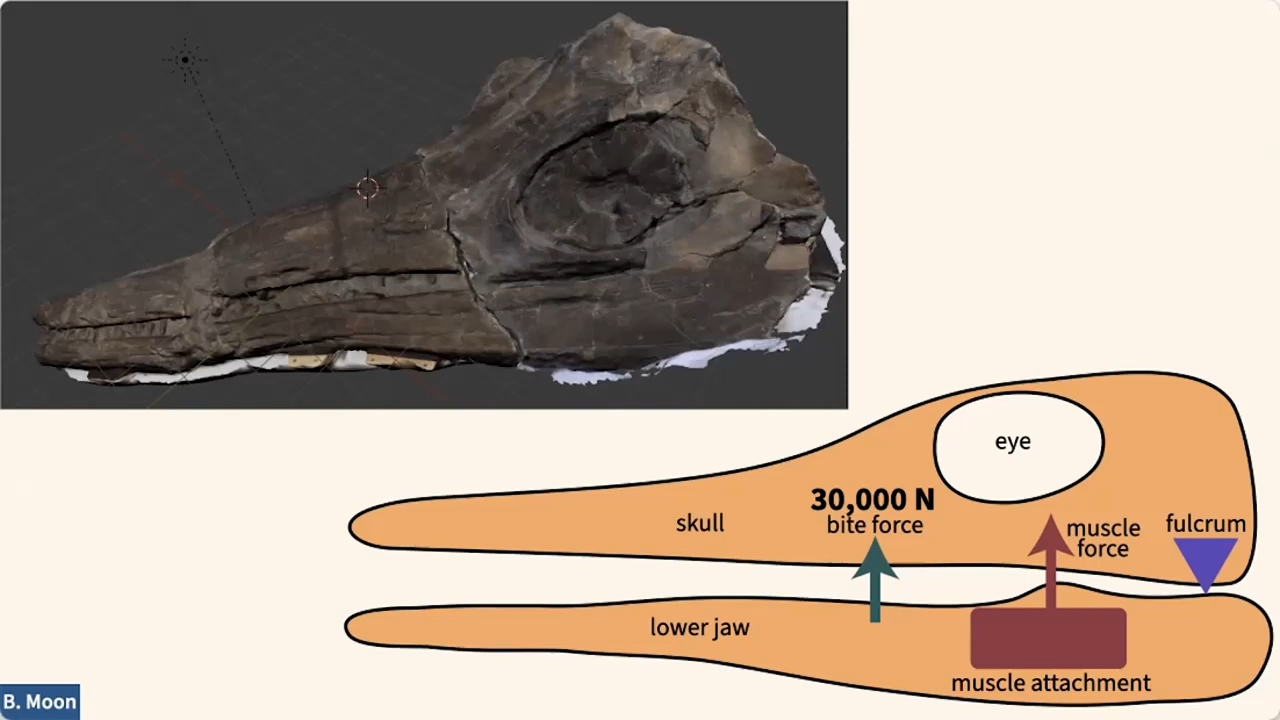 eye
30,000 N
bite force
skull
muscle
force
fulcrum
lower jaw
muscle attachment
B. Moon